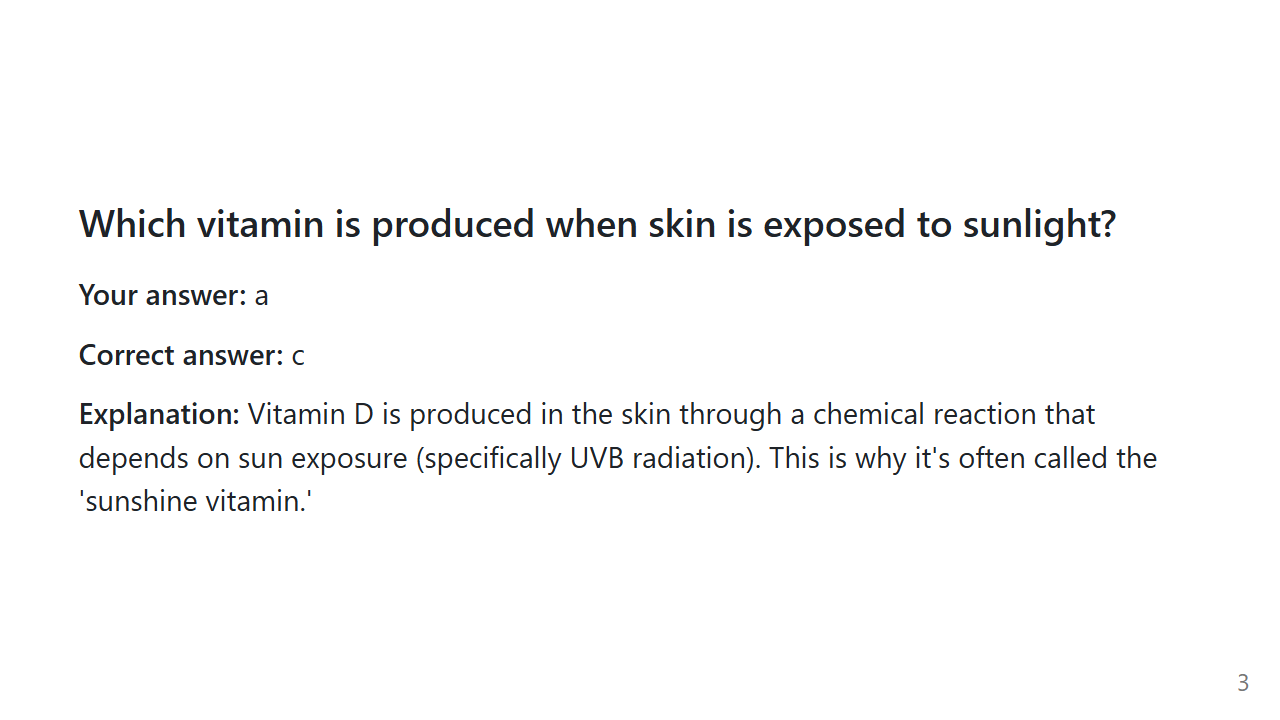 Which vitamin is produced when skin is exposed to sunlight?
Your answer: a
Correct answer: c
Explanation: Vitamin D is produced in the skin through a chemical reaction that
depends on sun exposure (specifically UVB radiation). This is why it's often called the
'sunshine vitamin.'
3